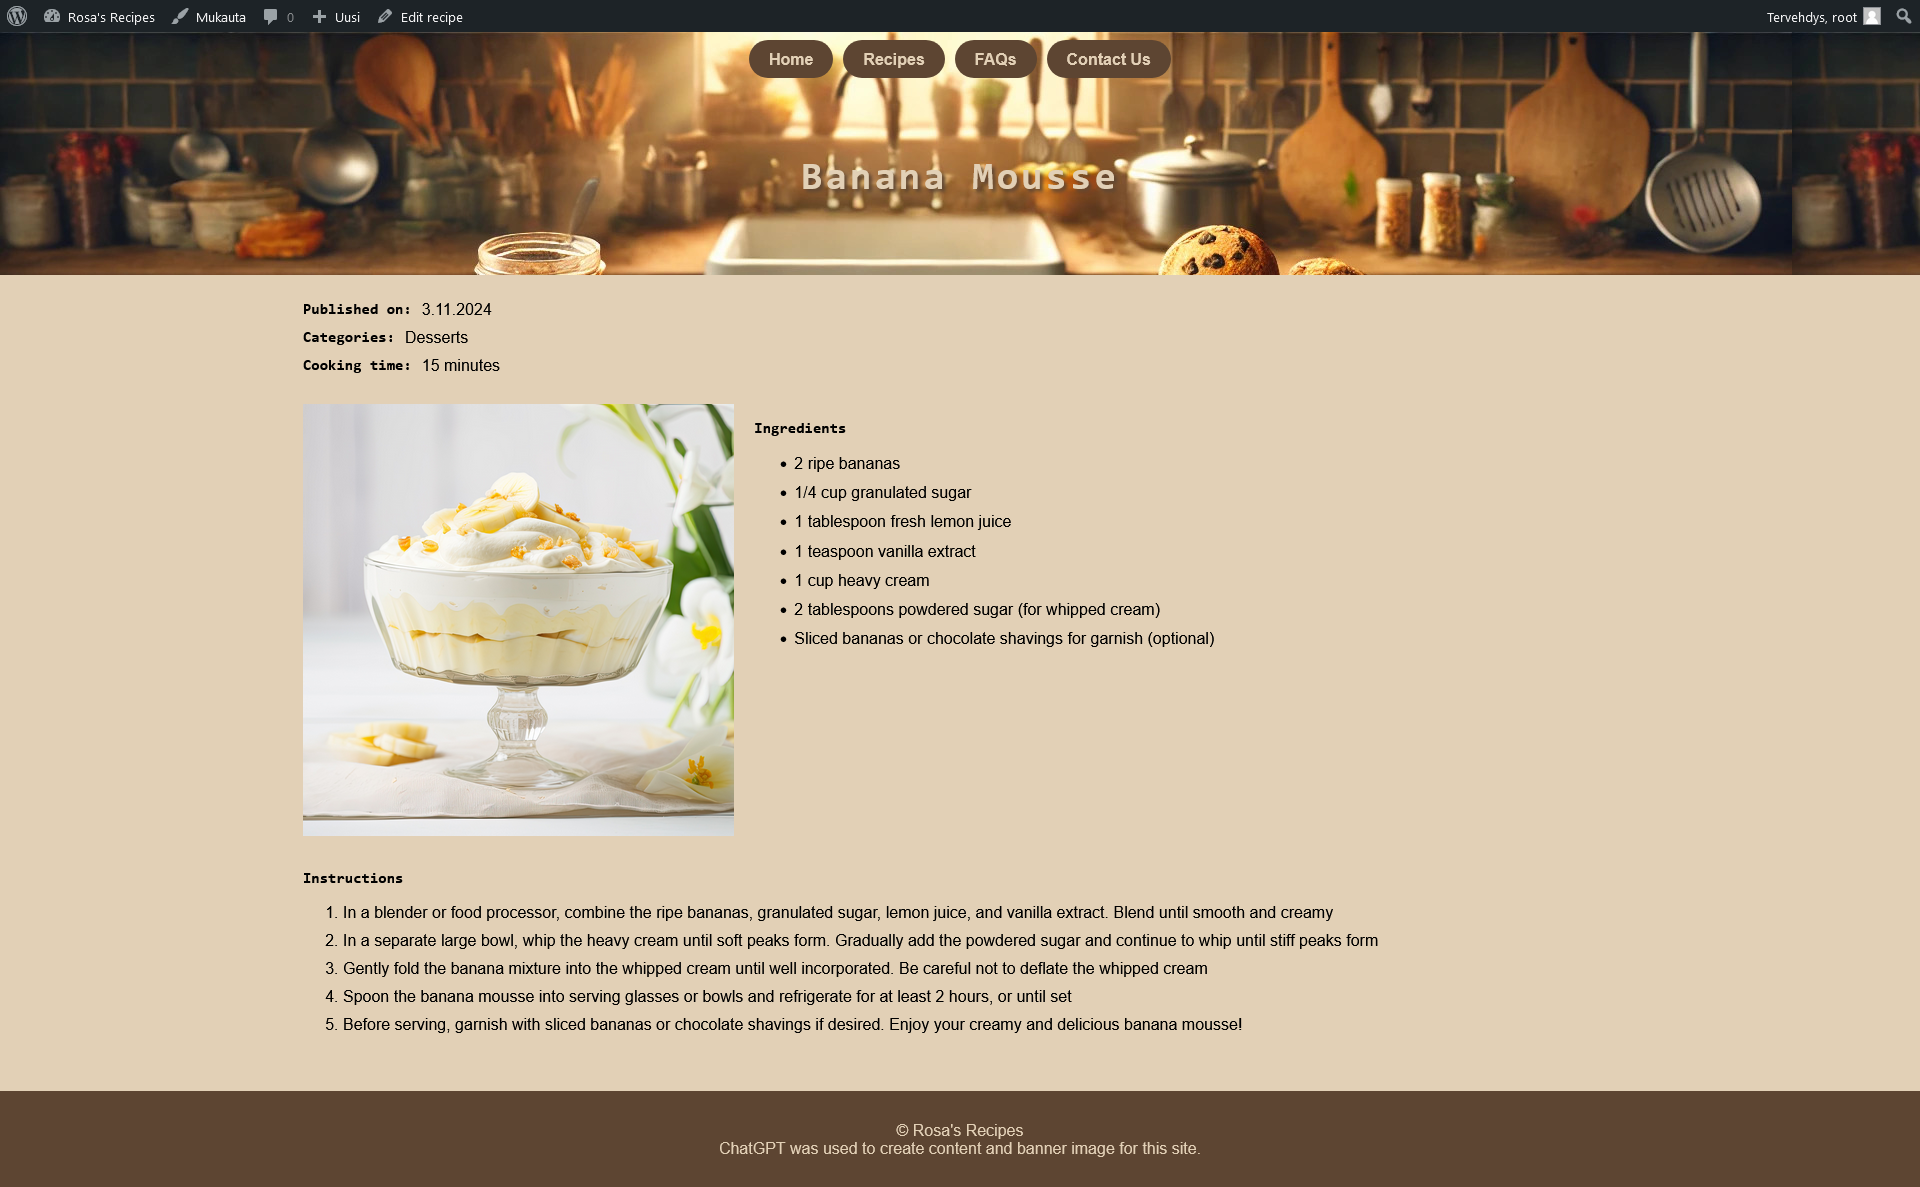 Rosa's Recipes Mukauta 0 Uusi Edit recipe Tervehdys, root
Home Recipes FAQs Contact Us
Banana Mousse
Published on: 3.11.2024
Categories: Desserts
Cooking time: 15 minutes
Ingredients
2 ripe bananas
1/4 cup granulated sugar
1 tablespoon fresh lemon juice
1 teaspoon vanilla extract
1 cup heavy cream
2 tablespoons powdered sugar (for whipped cream)
Sliced bananas or chocolate shavings for garnish (optional)
Instructions
1. In a blender or food processor, combine the ripe bananas, granulated sugar, lemon juice, and vanilla extract. Blend until smooth and creamy
2. In a separate large bowl, whip the heavy cream until soft peaks form. Gradually add the powdered sugar and continue to whip until stiff peaks form
3. Gently fold the banana mixture into the whipped cream until well incorporated. Be careful not to deflate the whipped cream
4. Spoon the banana mousse into serving glasses or bowls and refrigerate for at least 2 hours, or until set
5. Before serving, garnish with sliced bananas or chocolate shavings if desired. Enjoy your creamy and delicious banana mousse!
© Rosa's Recipes
ChatGPT was used to create content and banner image for this site.